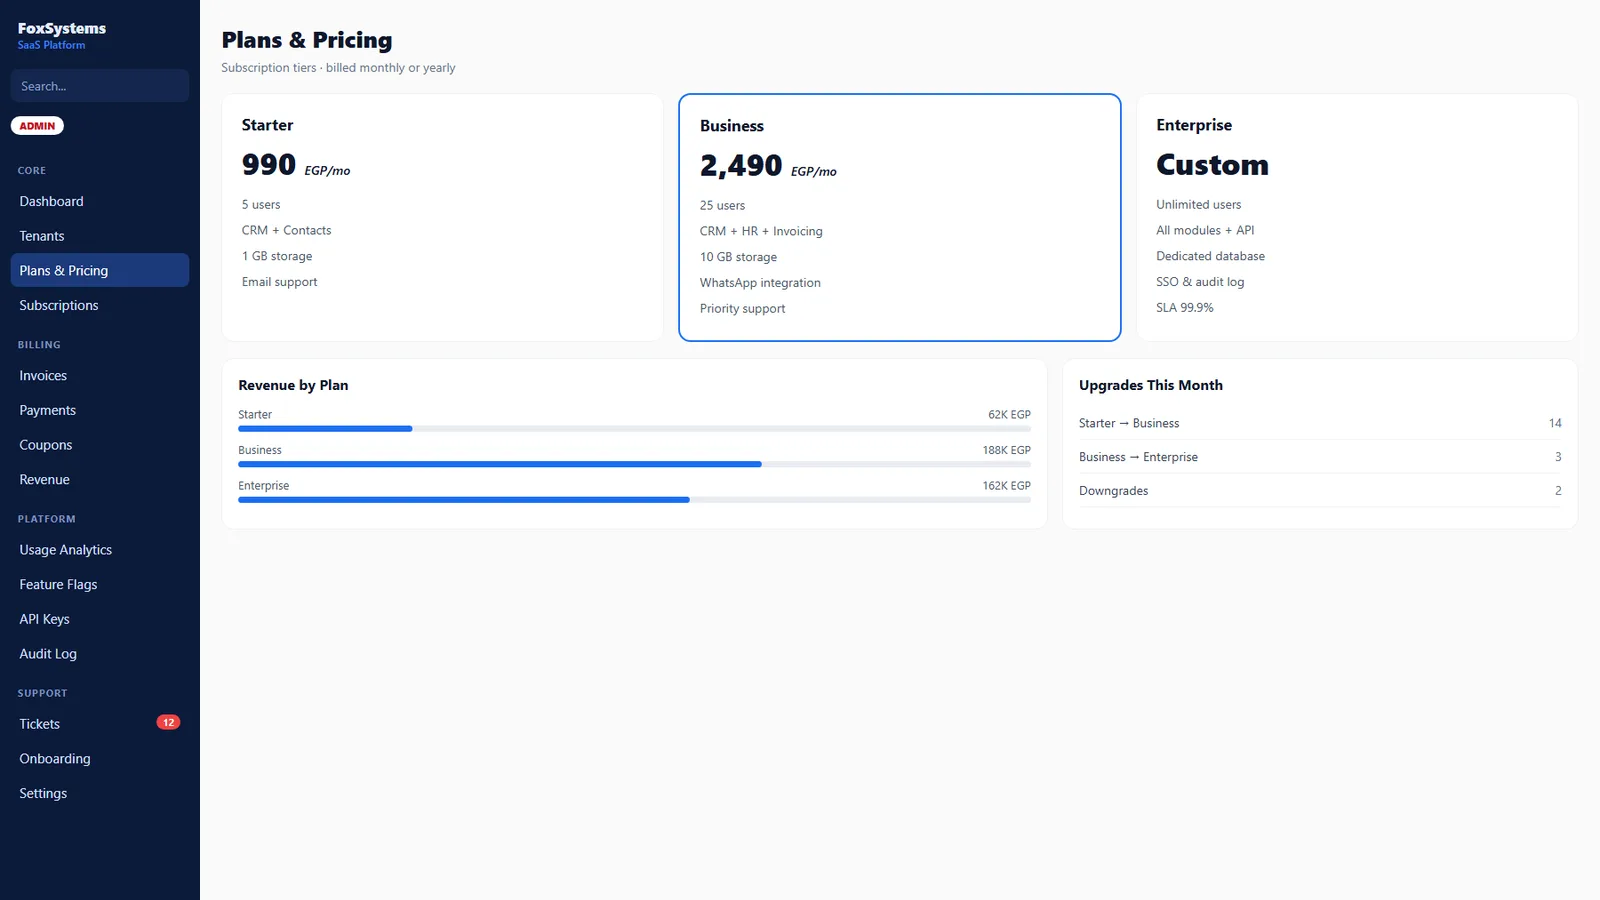 FoxSystems
SaaS Platform
Search...
ADMIN
CORE
Dashboard
Tenants
Plans & Pricing
Subscriptions
BILLING
Invoices
Payments
Coupons
Revenue
PLATFORM
Usage Analytics
Feature Flags
API Keys
Audit Log
SUPPORT
Tickets 12
Onboarding
Settings
Plans & Pricing
Subscription tiers · billed monthly or yearly
Starter
990 EGP/mo
5 users
CRM + Contacts
1 GB storage
Email support
Business
2,490 EGP/mo
25 users
CRM + HR + Invoicing
10 GB storage
WhatsApp integration
Priority support
Enterprise
Custom
Unlimited users
All modules + API
Dedicated database
SSO & audit log
SLA 99.9%
Revenue by Plan
Starter 62K EGP
Business 188K EGP
Enterprise 162K EGP
Upgrades This Month
Starter → Business 14
Business → Enterprise 3
Downgrades 2